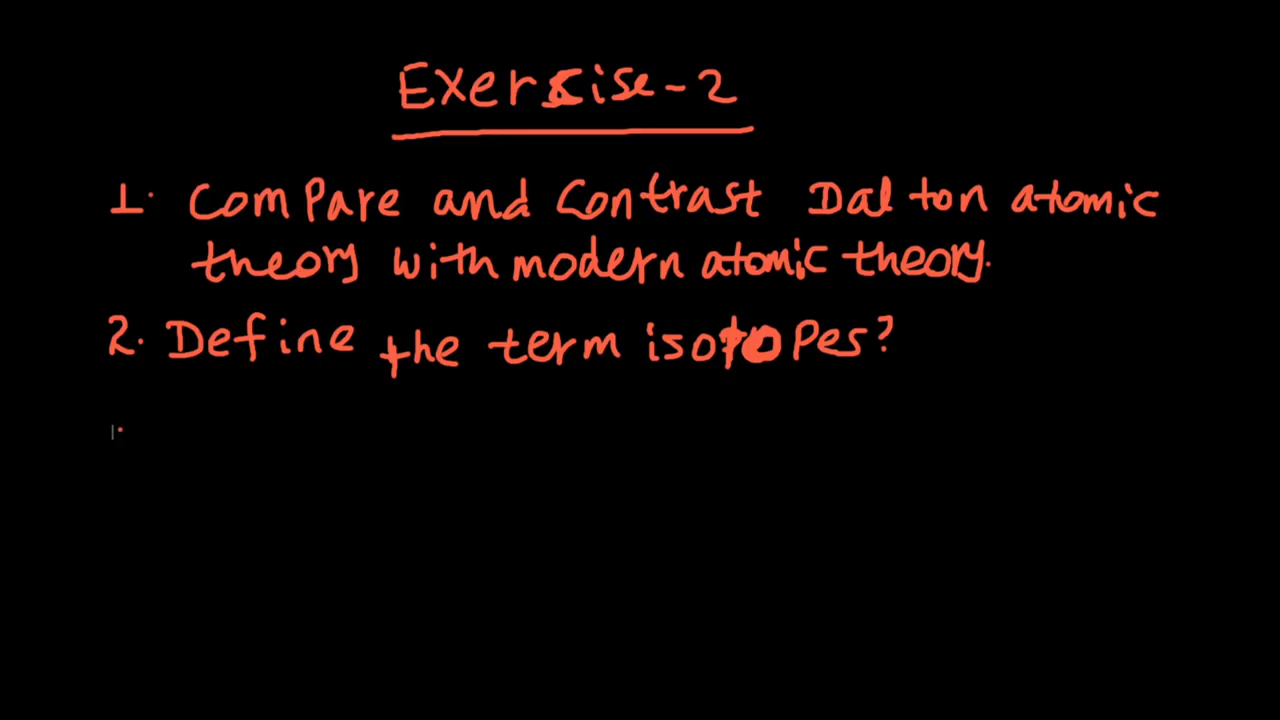 Exercise-2
1. Compare and Contrast Dalton atomic
theory with modern atomic theory.
2. Define the term isotopes?